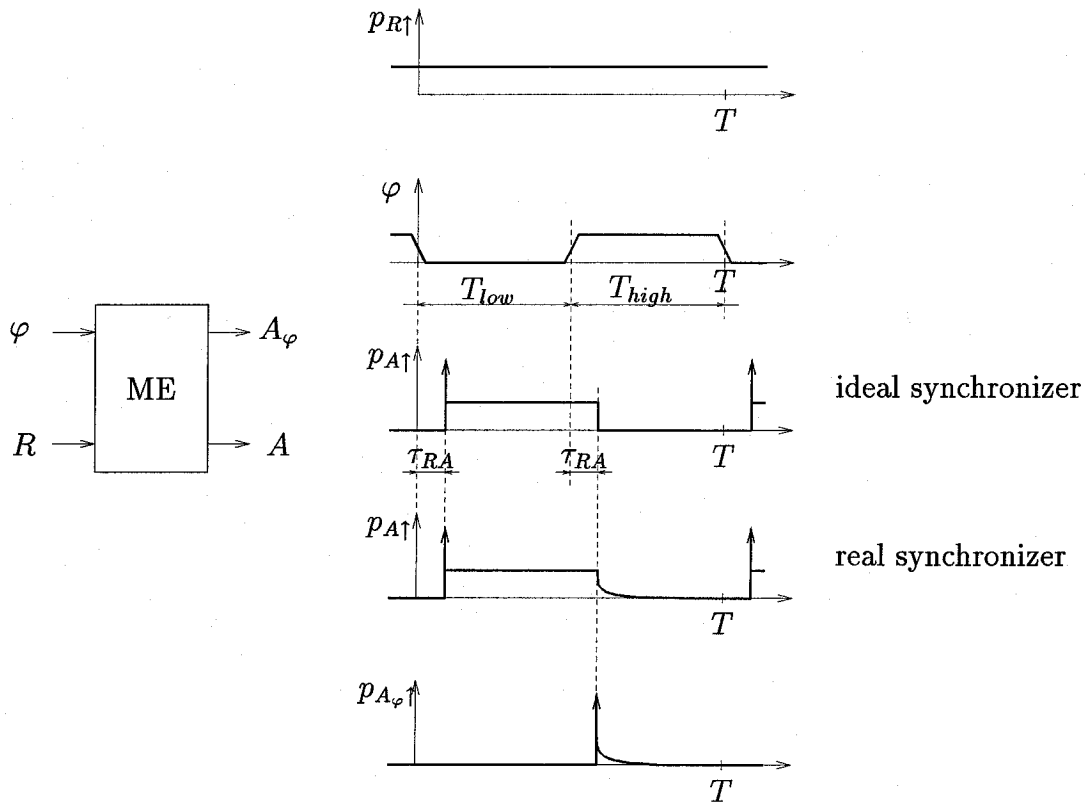 p_{R↑}
T
φ
T
T_{low}
T_{high}
φ
A_φ
ME
R
A
p_{A↑}
ideal synchronizer
T
τ_{RA}
τ_{RA}
p_{A↑}
real synchronizer
T
p_{A_φ↑}
T